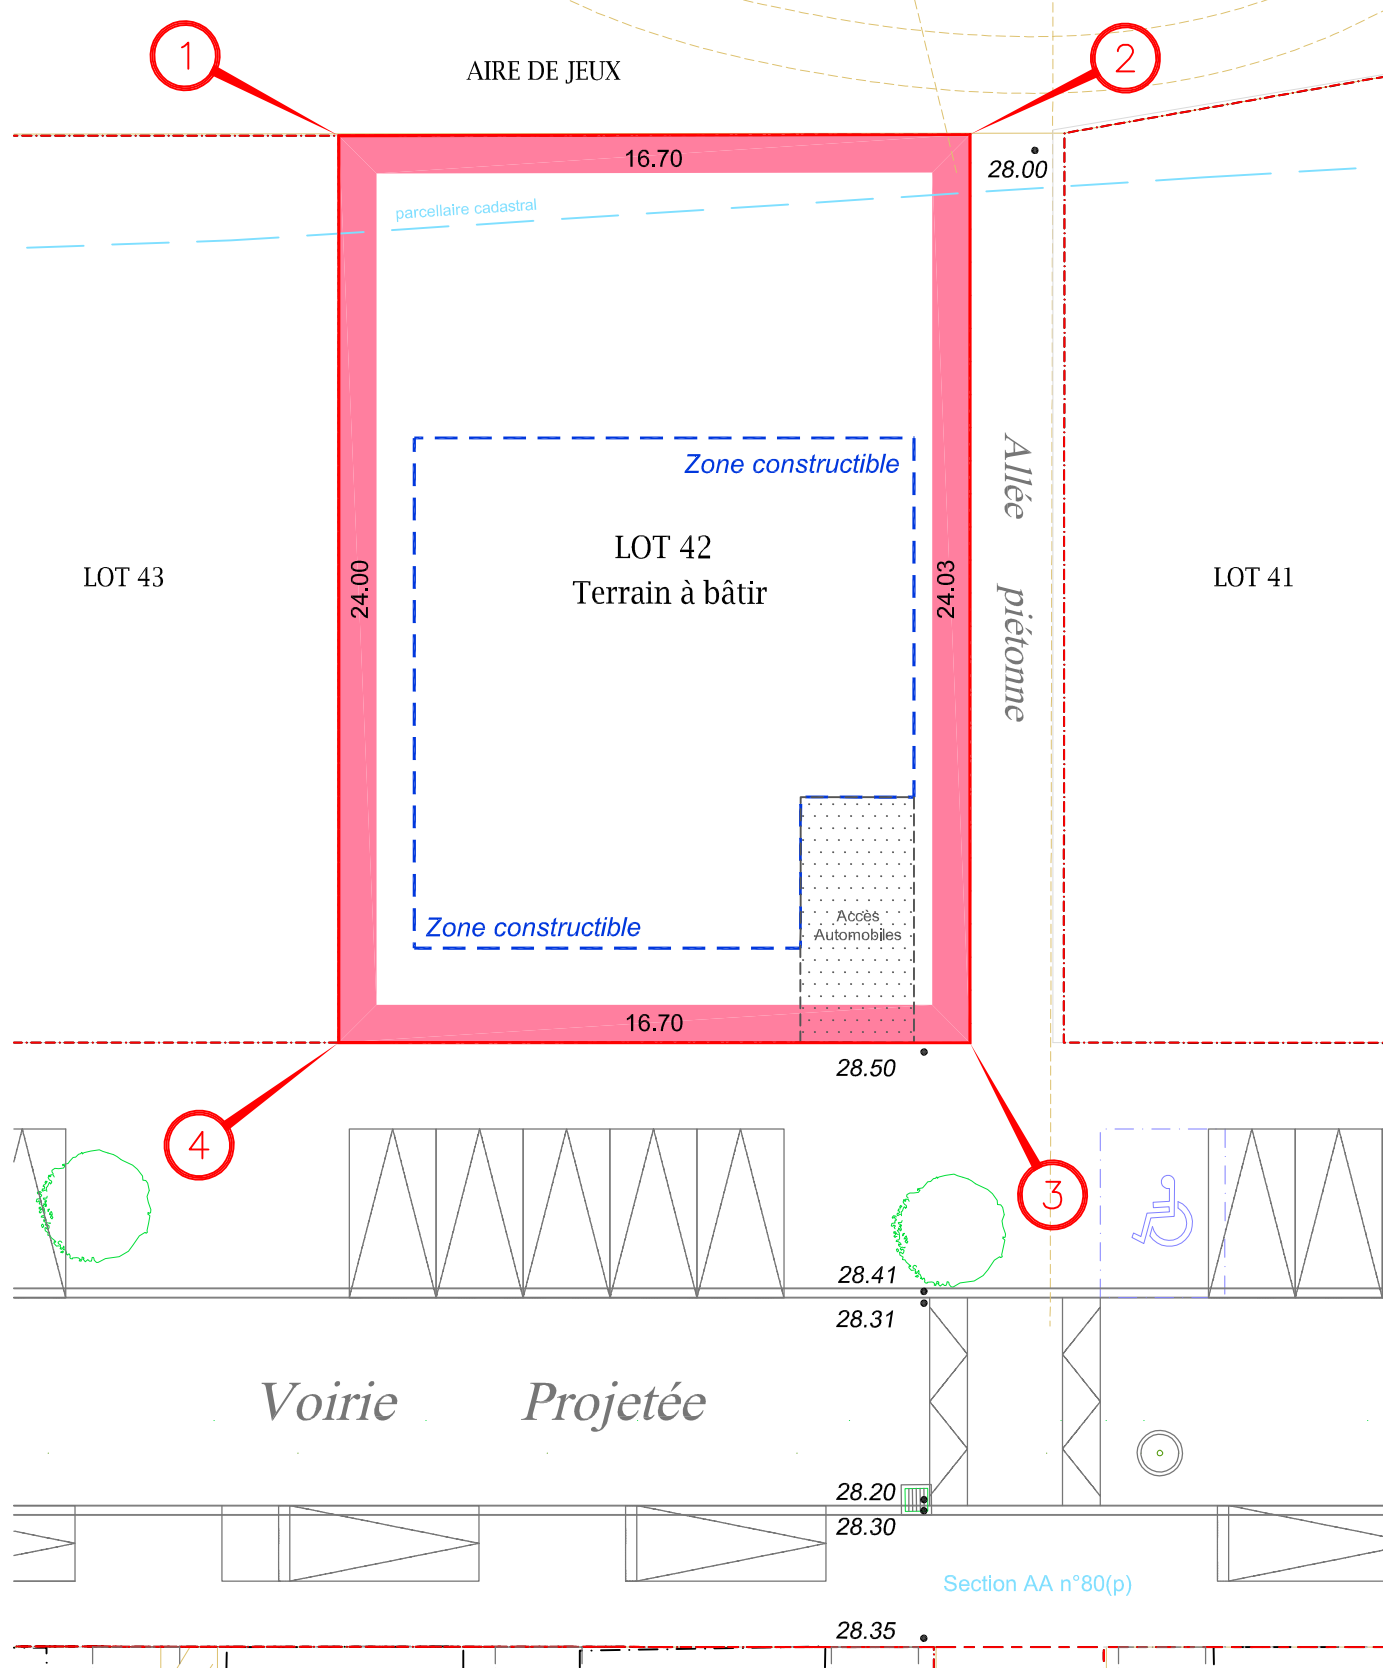 1
2
AIRE DE JEUX
16.70
28.00
parcellaire cadastral
Zone constructible
Allée piétonne
LOT 42
Terrain à bâtir
LOT 43
24.00
24.03
LOT 41
Accès
Automobiles
Zone constructible
16.70
28.50
4
3
28.41
28.31
Voirie Projetée
28.20
28.30
Section AA n°80(p)
28.35